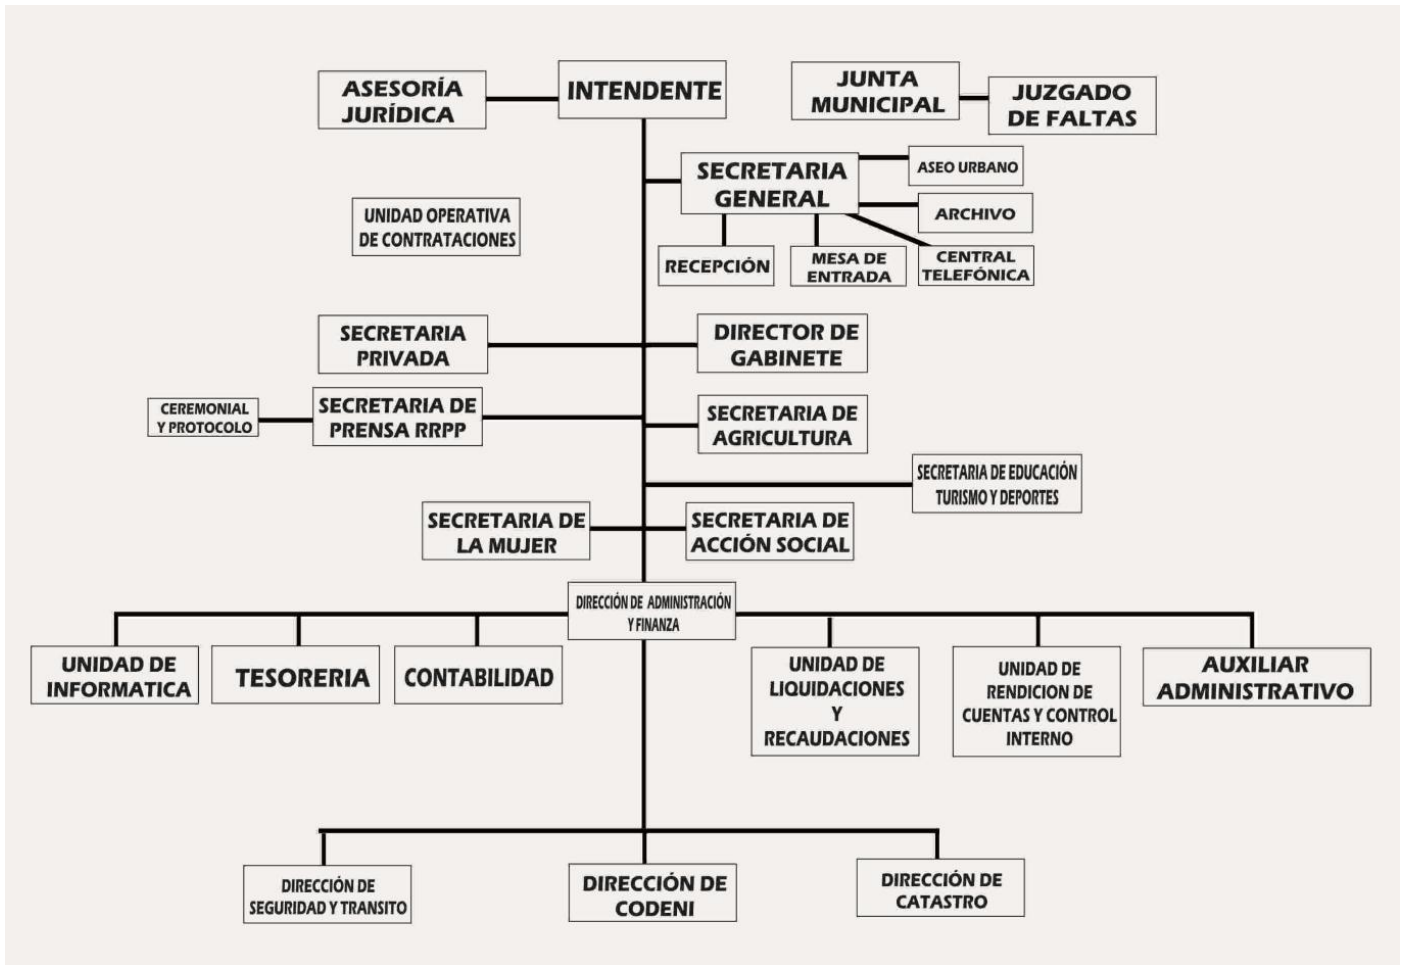 ASESORÍA
JURÍDICA
INTENDENTE
JUNTA
MUNICIPAL
JUZGADO
DE FALTAS
SECRETARIA
GENERAL
ASEO URBANO
ARCHIVO
UNIDAD OPERATIVA
DE CONTRATACIONES
RECEPCIÓN
MESA DE
ENTRADA
CENTRAL
TELEFÓNICA
SECRETARIA
PRIVADA
DIRECTOR DE
GABINETE
CEREMONIAL
Y PROTOCOLO
SECRETARIA DE
PRENSA RRPP
SECRETARIA DE
AGRICULTURA
SECRETARIA DE EDUCACIÓN
TURISMO Y DEPORTES
SECRETARIA DE
LA MUJER
SECRETARIA DE
ACCIÓN SOCIAL
DIRECCIÓN DE ADMINISTRACIÓN
Y FINANZA
UNIDAD DE
INFORMATICA
TESORERIA
CONTABILIDAD
UNIDAD DE
LIQUIDACIONES
Y
RECAUDACIONES
UNIDAD DE
RENDICION DE
CUENTAS Y CONTROL
INTERNO
AUXILIAR
ADMINISTRATIVO
DIRECCIÓN DE
SEGURIDAD Y TRANSITO
DIRECCIÓN DE
CODENI
DIRECCIÓN DE
CATASTRO